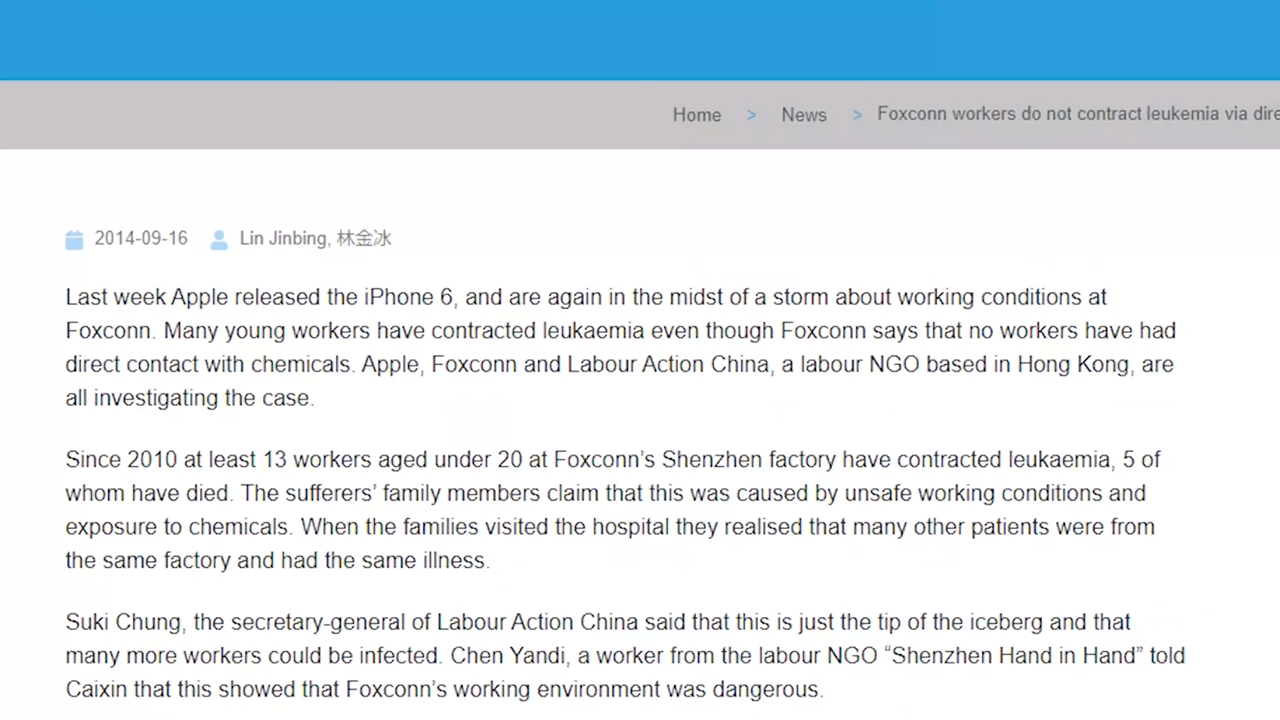 Home > News > Foxconn workers do not contract leukemia via dire
2014-09-16 Lin Jinbing, 林金冰
Last week Apple released the iPhone 6, and are again in the midst of a storm about working conditions at
Foxconn. Many young workers have contracted leukaemia even though Foxconn says that no workers have had
direct contact with chemicals. Apple, Foxconn and Labour Action China, a labour NGO based in Hong Kong, are
all investigating the case.
Since 2010 at least 13 workers aged under 20 at Foxconn’s Shenzhen factory have contracted leukaemia, 5 of
whom have died. The sufferers’ family members claim that this was caused by unsafe working conditions and
exposure to chemicals. When the families visited the hospital they realised that many other patients were from
the same factory and had the same illness.
Suki Chung, the secretary-general of Labour Action China said that this is just the tip of the iceberg and that
many more workers could be infected. Chen Yandi, a worker from the labour NGO “Shenzhen Hand in Hand” told
Caixin that this showed that Foxconn’s working environment was dangerous.